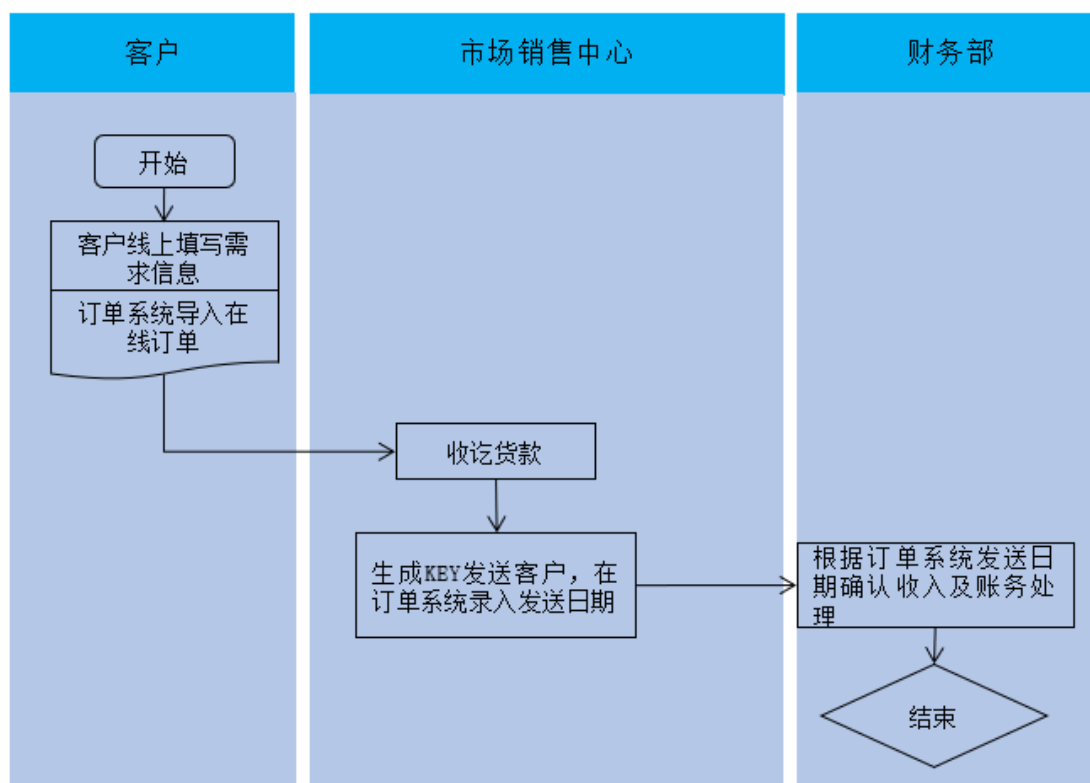 客户
市场销售中心
财务部
开始
客户线上填写需
求信息
订单系统导入在
线订单
收讫货款
生成KEY发送客户，在
订单系统录入发送日期
根据订单系统发送日
期确认收入及账务处
理
结束